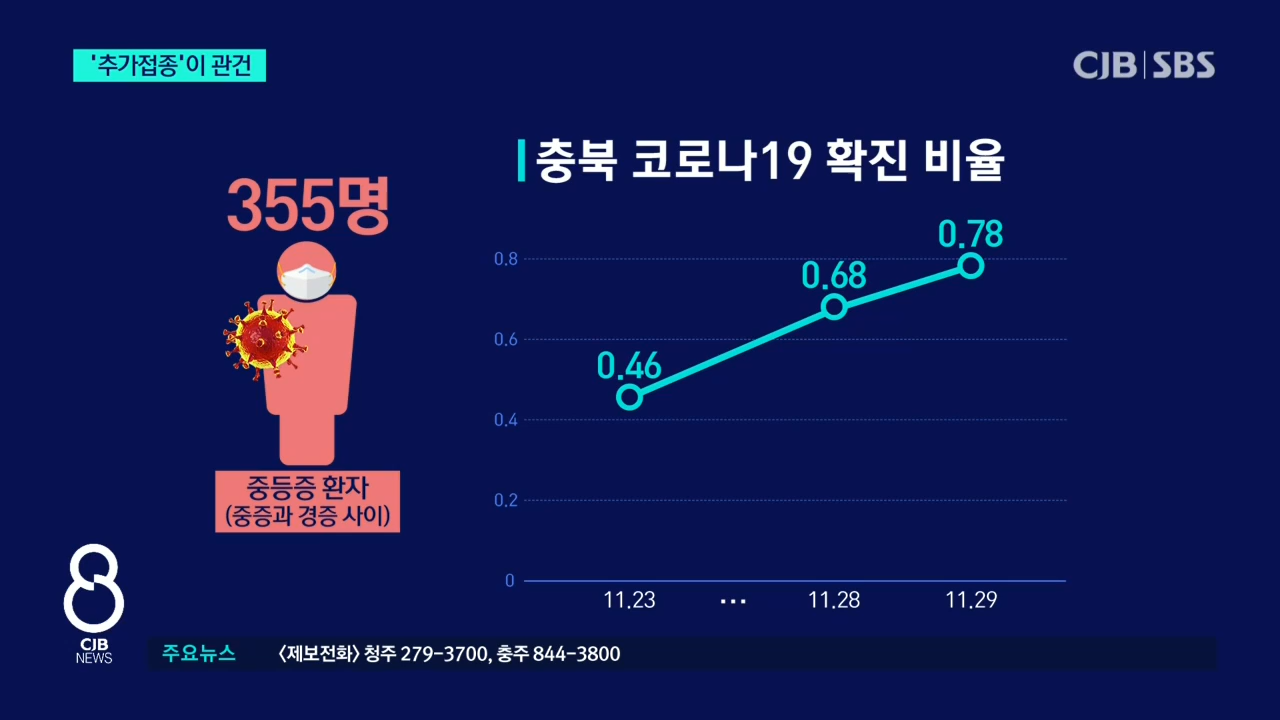 '추가접종'이 관건
CJB SBS
충북 코로나19 확진 비율
355명
중등증 환자
(중증과 경증 사이)
0.78
0.68
0.46
0.8
0.6
0.4
0.2
0
11.23 ... 11.28 11.29
8
CJB
NEWS
주요뉴스 〈제보전화〉 청주 279-3700, 충주 844-3800